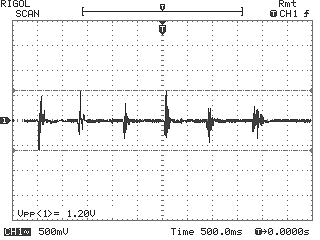 RIGOL Rmt
SCAN T CH1
T
1
VPP<1>= 1.20V
CH1 500mV Time 500.0ms T→0.0000s